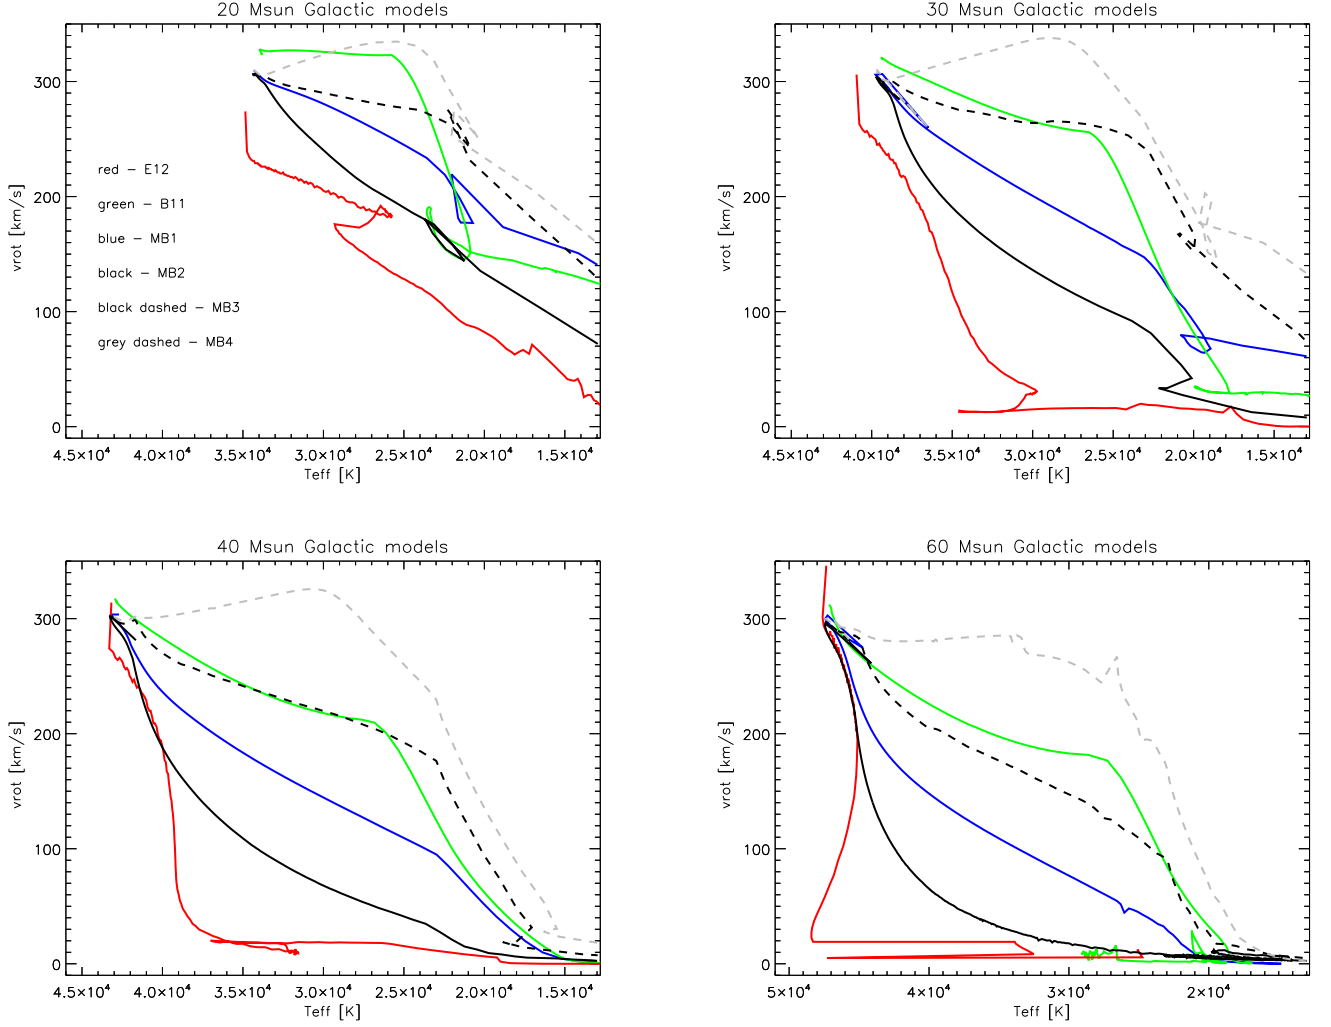 20 Msun Galactic models
300
200
100
0
vrot [km/s]
red – E12
green – B11
blue – MB1
black – MB2
black dashed – MB3
grey dashed – MB4
4.5×10⁴ 4.0×10⁴ 3.5×10⁴ 3.0×10⁴ 2.5×10⁴ 2.0×10⁴ 1.5×10⁴
Teff [K]
30 Msun Galactic models
300
200
100
0
vrot [km/s]
4.5×10⁴ 4.0×10⁴ 3.5×10⁴ 3.0×10⁴ 2.5×10⁴ 2.0×10⁴ 1.5×10⁴
Teff [K]
40 Msun Galactic models
300
200
100
0
vrot [km/s]
4.5×10⁴ 4.0×10⁴ 3.5×10⁴ 3.0×10⁴ 2.5×10⁴ 2.0×10⁴ 1.5×10⁴
Teff [K]
60 Msun Galactic models
300
200
100
0
vrot [km/s]
5×10⁴ 4×10⁴ 3×10⁴ 2×10⁴
Teff [K]